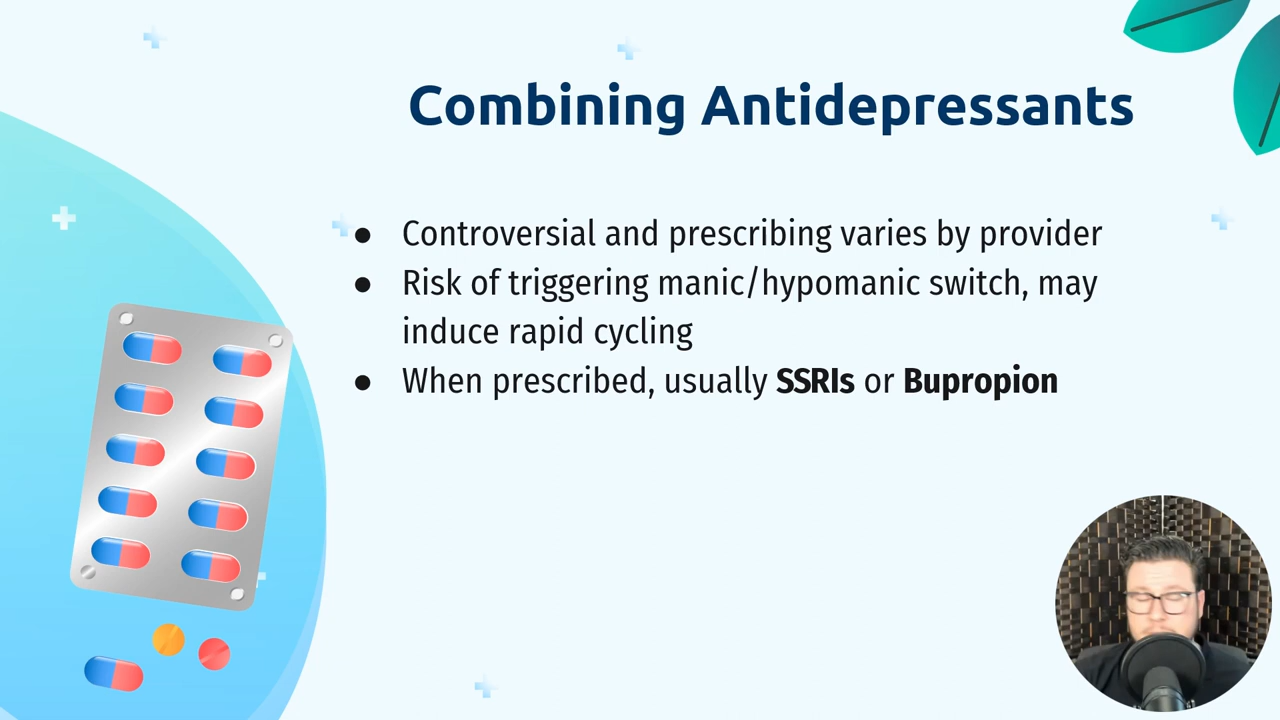 Combining Antidepressants
● Controversial and prescribing varies by provider
● Risk of triggering manic/hypomanic switch, may
induce rapid cycling
● When prescribed, usually SSRIs or Bupropion